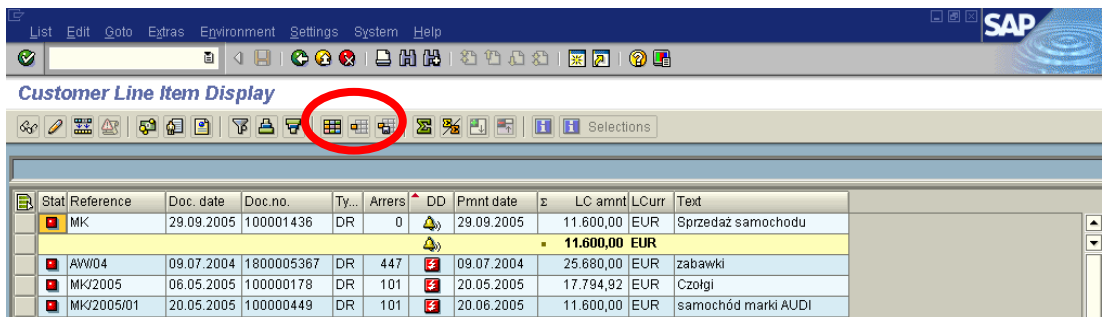 List Edit Goto Extras Environment Settings System Help
SAP
Customer Line Item Display
Selections
Stat Reference Doc. date Doc.no. Ty... Arrers DD Pmnt date Σ LC amnt LCurr Text
MK 29.09.2005 100001436 DR 0 29.09.2005 11.600,00 EUR Sprzedaż samochodu
11.600,00 EUR
AW/04 09.07.2004 1800005367 DR 447 09.07.2004 25.680,00 EUR zabawki
MK/2005 06.05.2005 100000178 DR 101 20.05.2005 17.794,92 EUR Czołgi
MK/2005/01 20.05.2005 100000449 DR 101 20.06.2005 11.600,00 EUR samochód marki AUDI